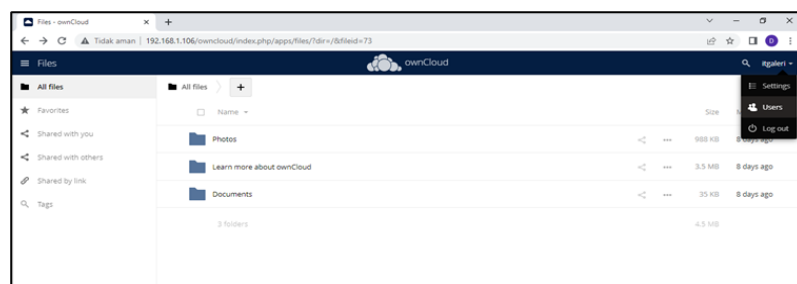 Files - ownCloud
Tidak aman | 192.168.1.106/owncloud/index.php/apps/files/?dir=/&fileid=73
D
Files
ownCloud
itgaleri
All files
Favorites
Shared with you
Shared with others
Shared by link
Tags
All files
+
Settings
Users
Log out
Name
Size
Photos
988 KB
8 days ago
Learn more about ownCloud
3.5 MB
8 days ago
Documents
35 KB
8 days ago
3 folders
4.5 MB